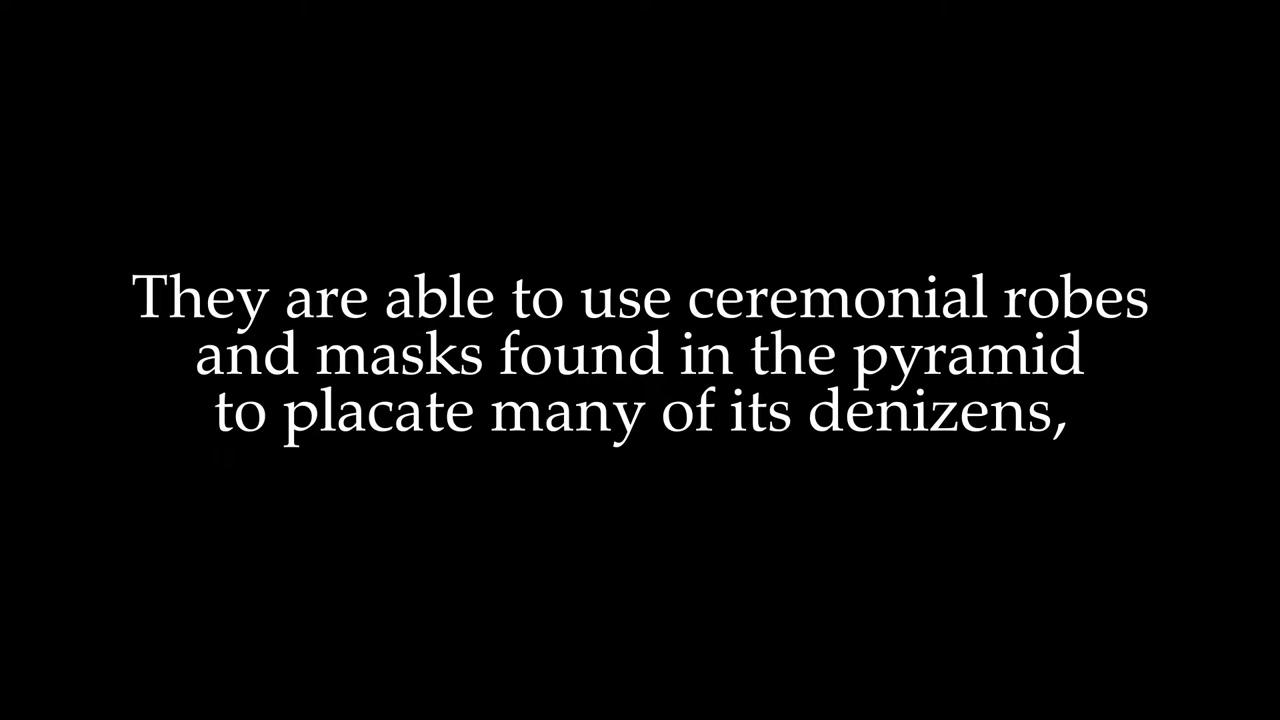 They are able to use ceremonial robes
and masks found in the pyramid
to placate many of its denizens,